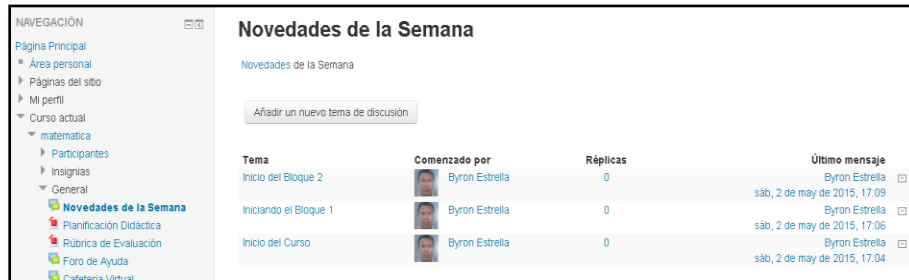 NAVEGACIÓN
Página Principal
Área personal
Páginas del sitio
Mi perfil
Curso actual
matematica
Participantes
Insignias
General
Novedades de la Semana
Planificación Didáctica
Rúbrica de Evaluación
Foro de Ayuda
Cafetería Virtual
Novedades de la Semana
Novedades de la Semana
Añadir un nuevo tema de discusión
Tema Comenzado por Réplicas Último mensaje
Inicio del Bloque 2 Byron Estrella 0 Byron Estrella
sáb, 2 de may de 2015, 17:09
Iniciando el Bloque 1 Byron Estrella 0 Byron Estrella
sáb, 2 de may de 2015, 17:06
Inicio del Curso Byron Estrella 0 Byron Estrella
sáb, 2 de may de 2015, 17:04